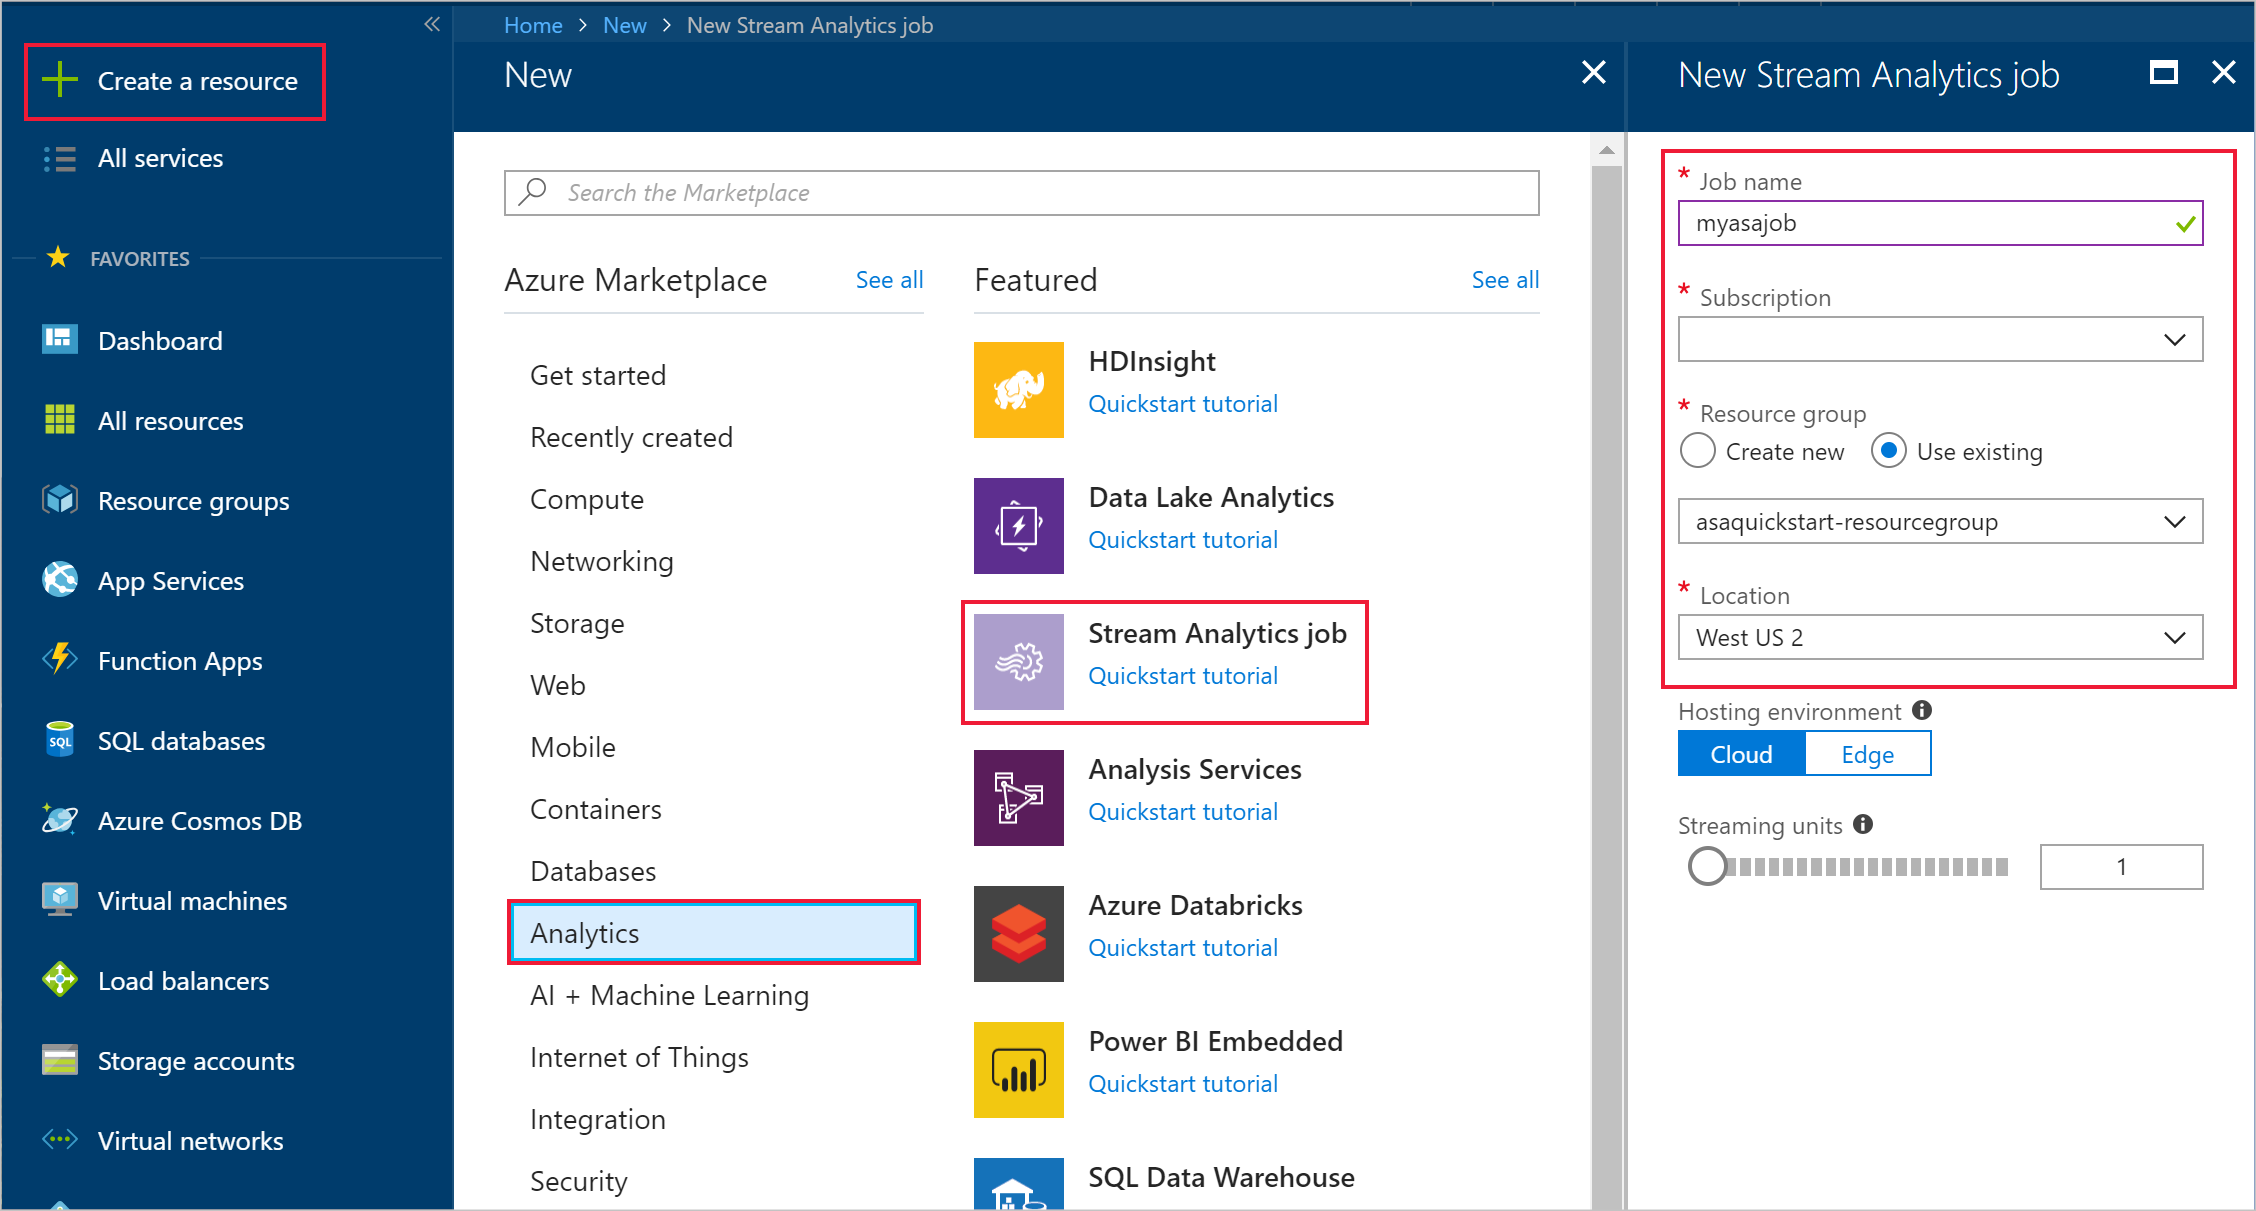 Create a resource
All services
FAVORITES
Dashboard
All resources
Resource groups
App Services
Function Apps
SQL
SQL databases
Azure Cosmos DB
Virtual machines
Load balancers
Storage accounts
Virtual networks
Home > New > New Stream Analytics job
New
Search the Marketplace
Azure Marketplace
See all
Get started
Recently created
Compute
Networking
Storage
Web
Mobile
Containers
Databases
Analytics
AI + Machine Learning
Internet of Things
Integration
Security
Featured
See all
HDInsight
Quickstart tutorial
Data Lake Analytics
Quickstart tutorial
Stream Analytics job
Quickstart tutorial
Analysis Services
Quickstart tutorial
Azure Databricks
Quickstart tutorial
Power BI Embedded
Quickstart tutorial
SQL Data Warehouse
New Stream Analytics job
* Job name
myasajob
* Subscription
* Resource group
Create new
Use existing
asaquickstart-resourcegroup
* Location
West US 2
Hosting environment
Cloud
Edge
Streaming units
1